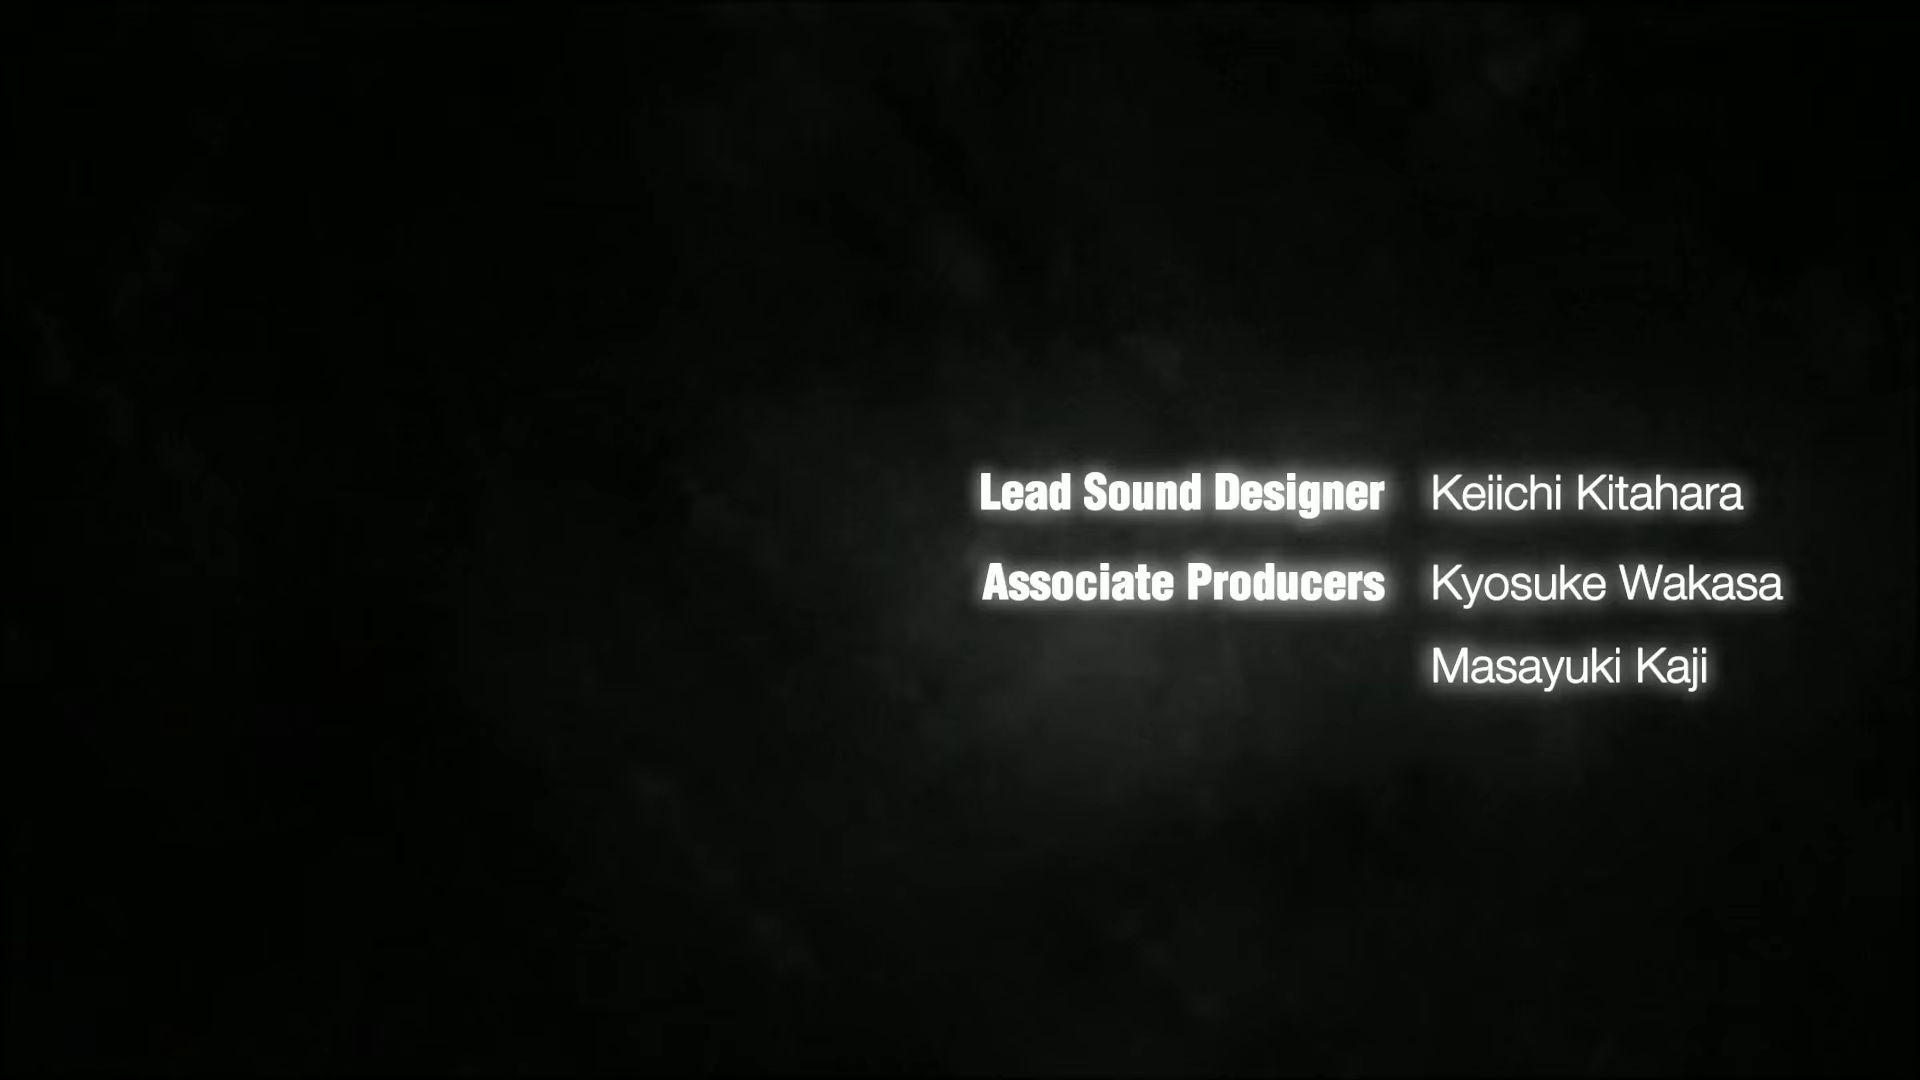 Lead Sound Designer Keiichi Kitahara
Associate Producers Kyosuke Wakasa
Masayuki Kaji